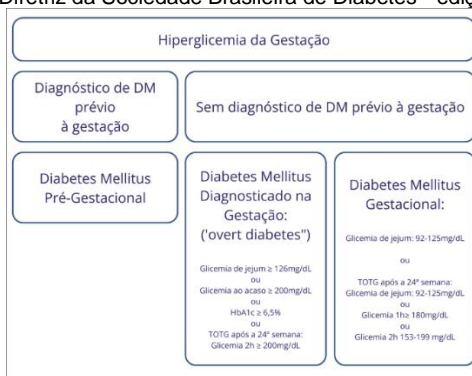 Diretriz da Sociedade Brasileira de Diabetes
Hiperglicemia da Gestação
Diagnóstico de DM
prévio
à gestação
Sem diagnóstico de DM prévio à gestação
Diabetes Mellitus
Pré-Gestacional
Diabetes Mellitus
Diagnosticado na
Gestação:
('overt diabetes")
Glicemia de jejum ≥ 126mg/dL
ou
Glicemia ao acaso ≥ 200mg/dL
ou
HbA1c ≥ 6,5%
ou
TOTG após a 24ª semana:
Glicemia 2h ≥ 200mg/dL
Diabetes Mellitus
Gestacional:
Glicemia de jejum: 92-125mg/dL
ou
TOTG após a 24ª semana:
Glicemia de jejum: 92-125mg/dL
ou
Glicemia 1h≥ 180mg/dL
ou
Glicemia 2h 153-199 mg/dL